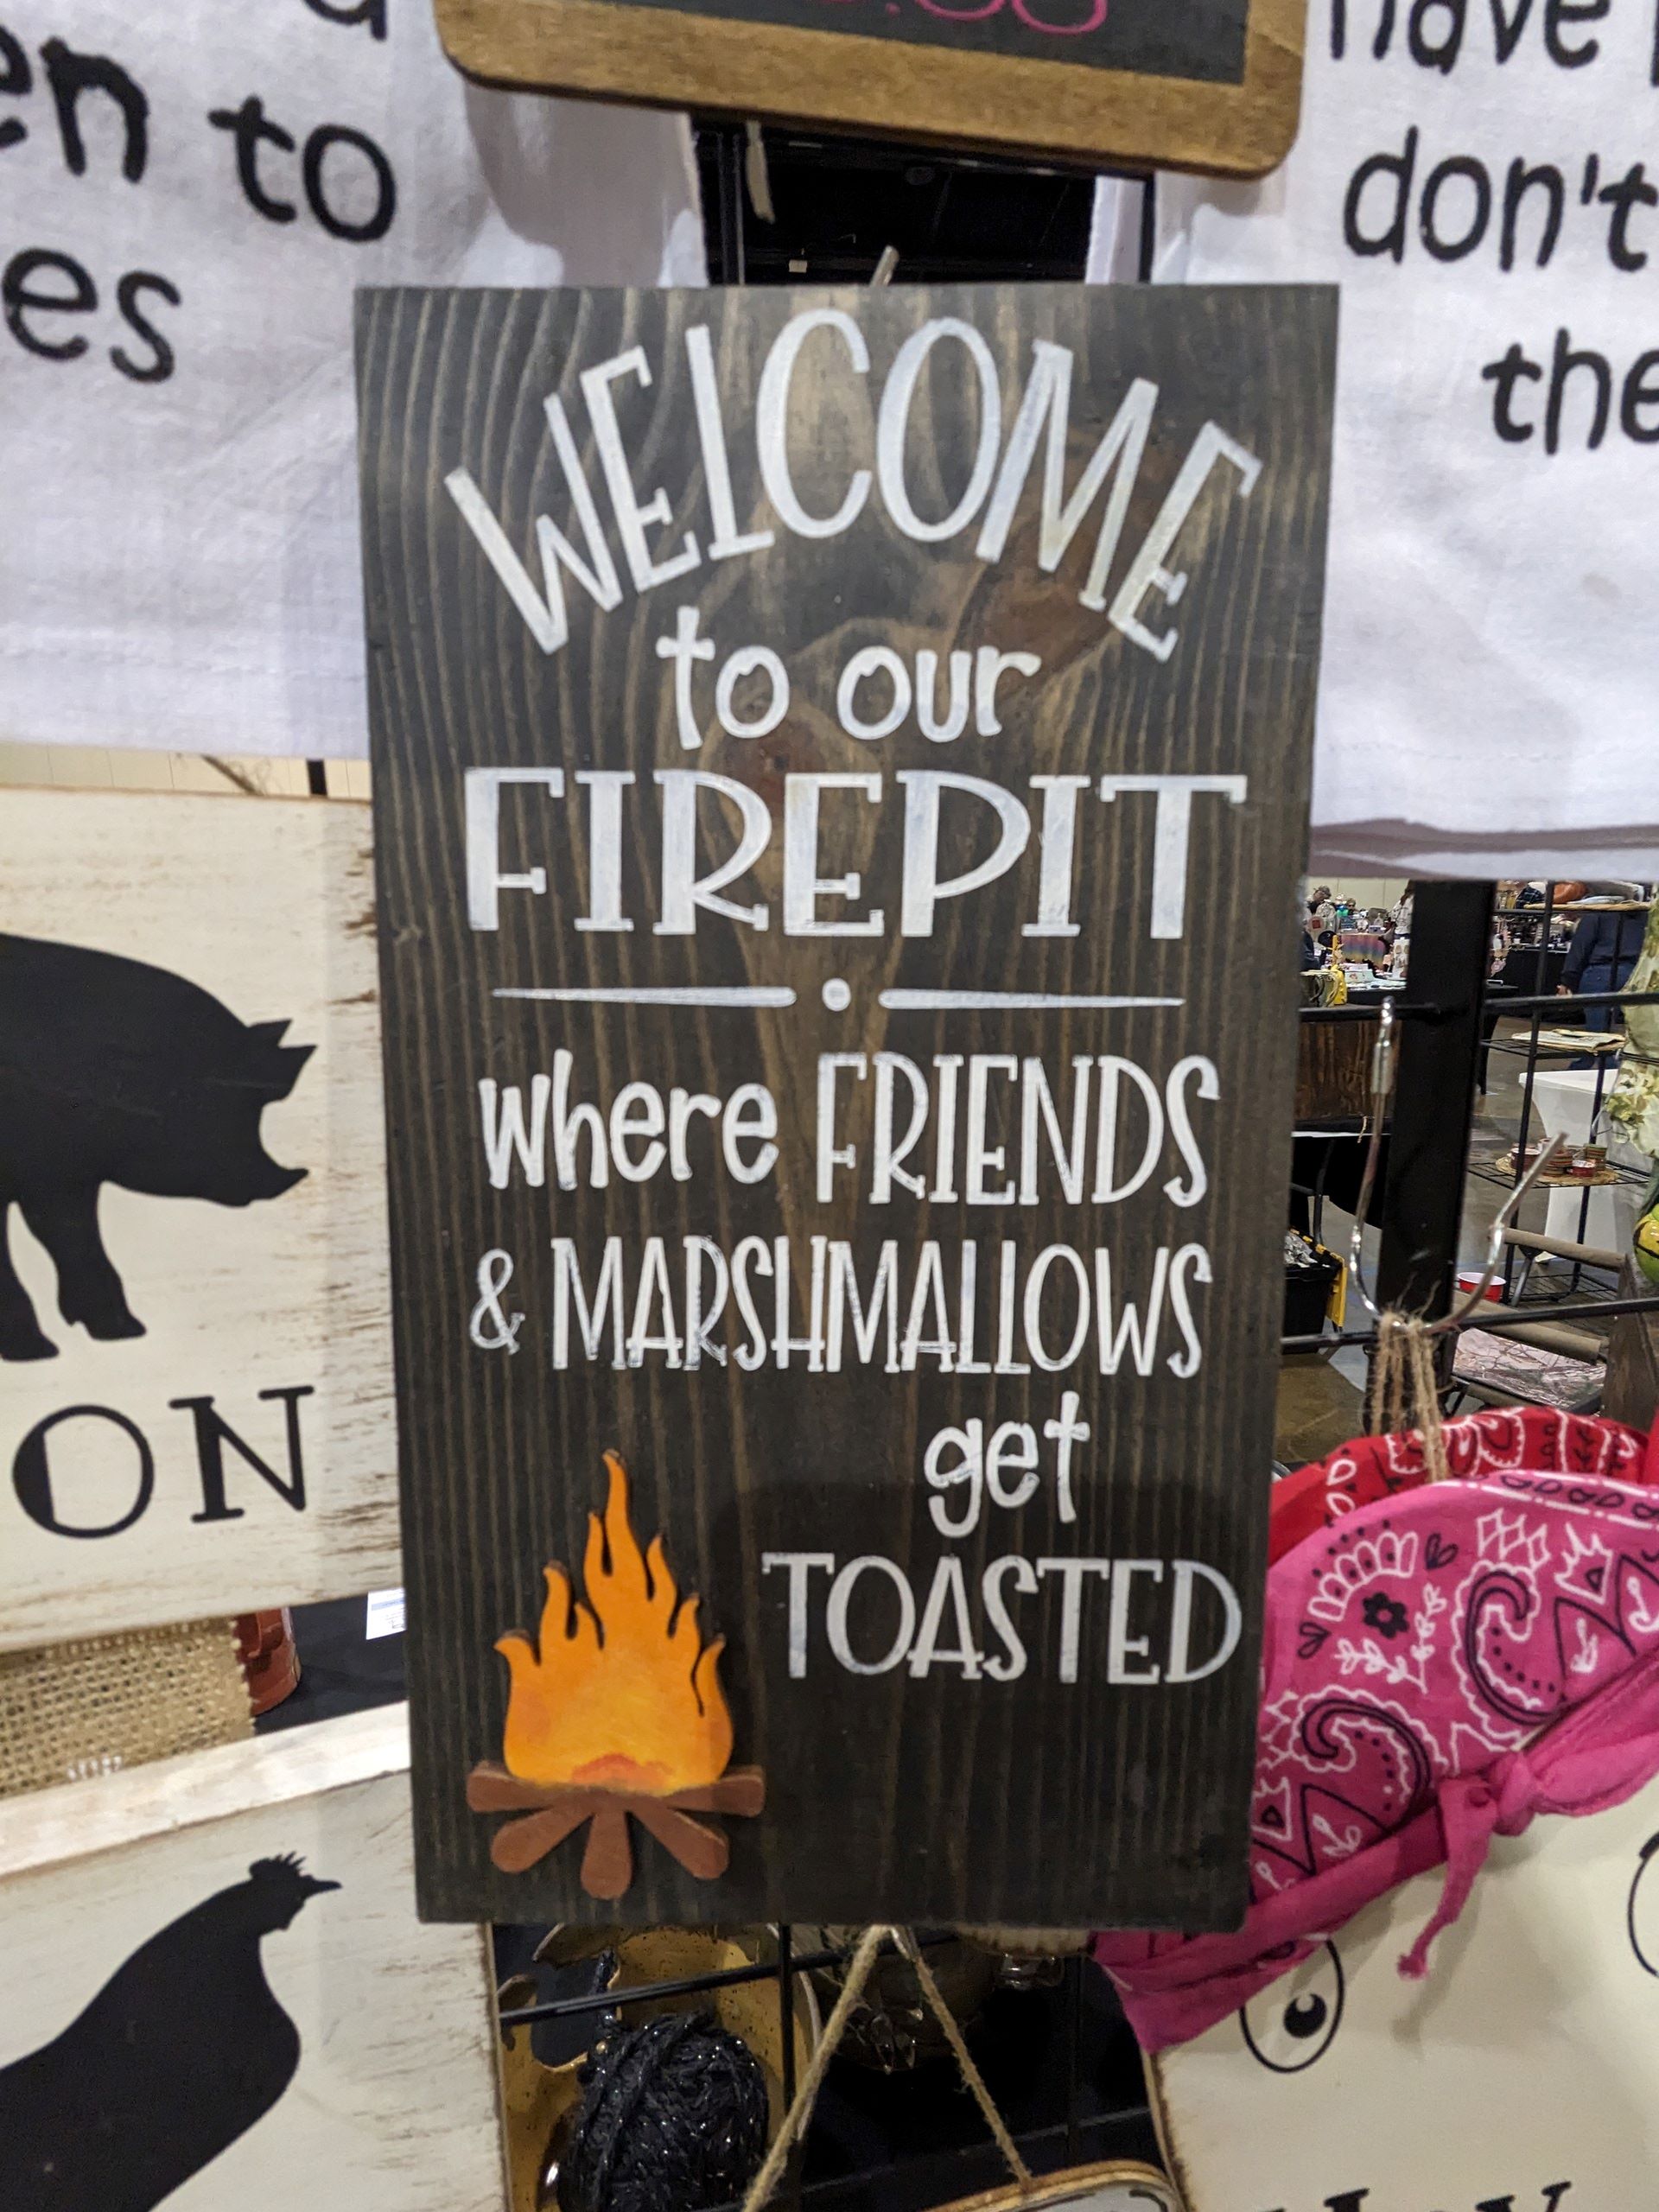 en to
es
have
don't
the
WELCOME
to our
FIREPIT
where FRIENDS
& MARSHMALLOWS
get
TOASTED
ON